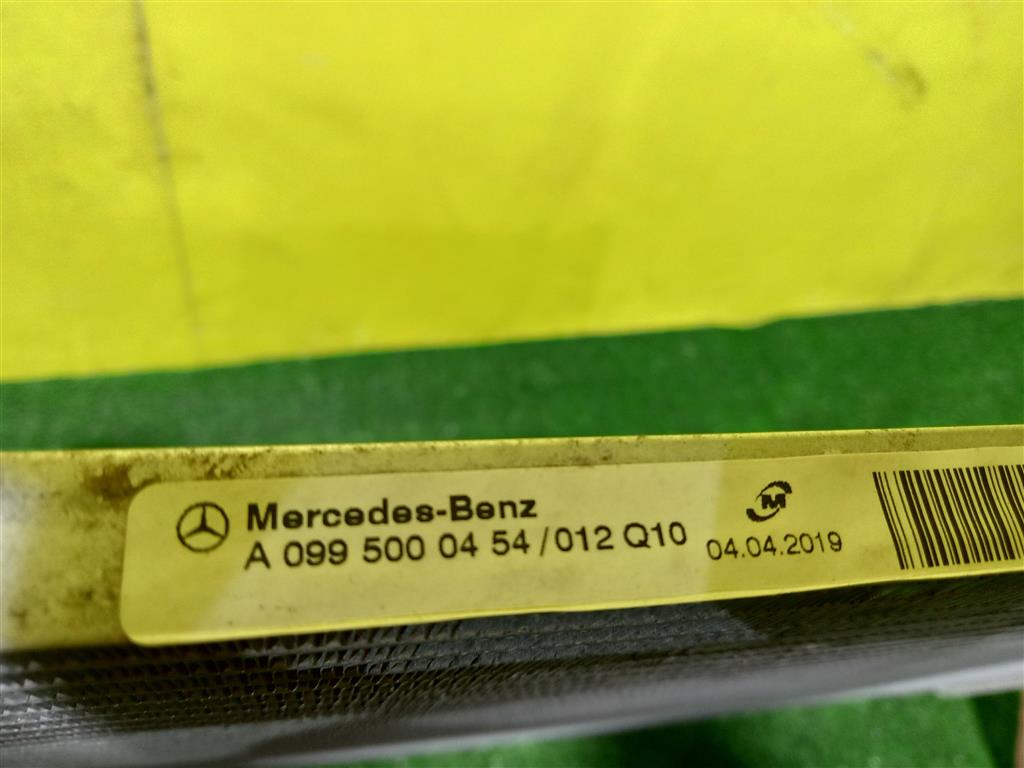 Mercedes-Benz
A 099 500 04 54 / 012 Q10
M
04.04.2019